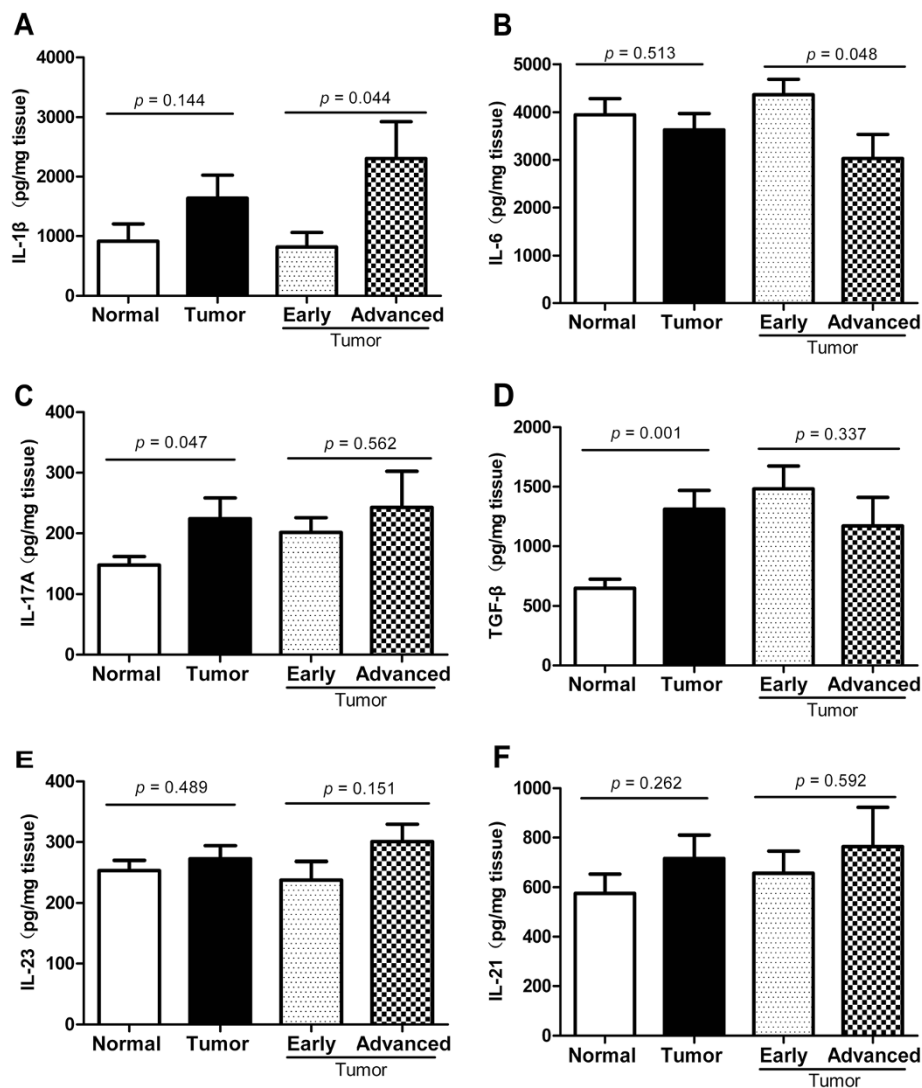 A
IL-1β (pg/mg tissue)
4000
3000
2000
1000
0
p = 0.144
p = 0.044
Normal
Tumor
Early
Advanced
Tumor
B
IL-6 (pg/mg tissue)
5000
4000
3000
2000
1000
0
p = 0.513
p = 0.048
Normal
Tumor
Early
Advanced
Tumor
C
IL-17A (pg/mg tissue)
400
300
200
100
0
p = 0.047
p = 0.562
Normal
Tumor
Early
Advanced
Tumor
D
TGF-β (pg/mg tissue)
2000
1500
1000
500
0
p = 0.001
p = 0.337
Normal
Tumor
Early
Advanced
Tumor
E
IL-23 (pg/mg tissue)
400
300
200
100
0
p = 0.489
p = 0.151
Normal
Tumor
Early
Advanced
Tumor
F
IL-21 (pg/mg tissue)
1000
800
600
400
200
0
p = 0.262
p = 0.592
Normal
Tumor
Early
Advanced
Tumor